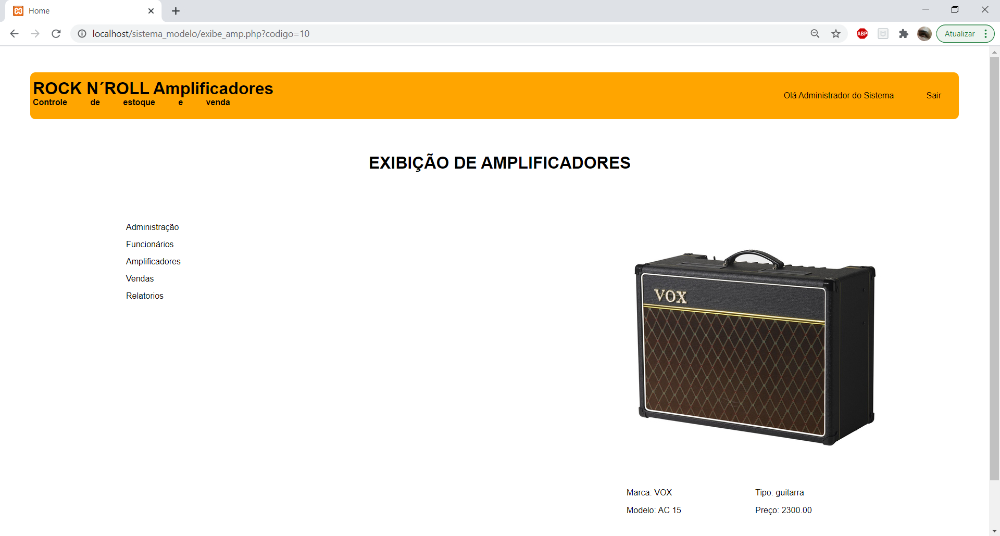 Home
localhost/sistema_modelo/exibe_amp.php?codigo=10
ABP
Atualizar
ROCK N´ROLL Amplificadores
Controle de estoque e venda
Olá Administrador do Sistema
Sair
EXIBIÇÃO DE AMPLIFICADORES
Administração
Funcionários
Amplificadores
Vendas
Relatorios
VOX
Marca: VOX
Tipo: guitarra
Modelo: AC 15
Preço: 2300.00